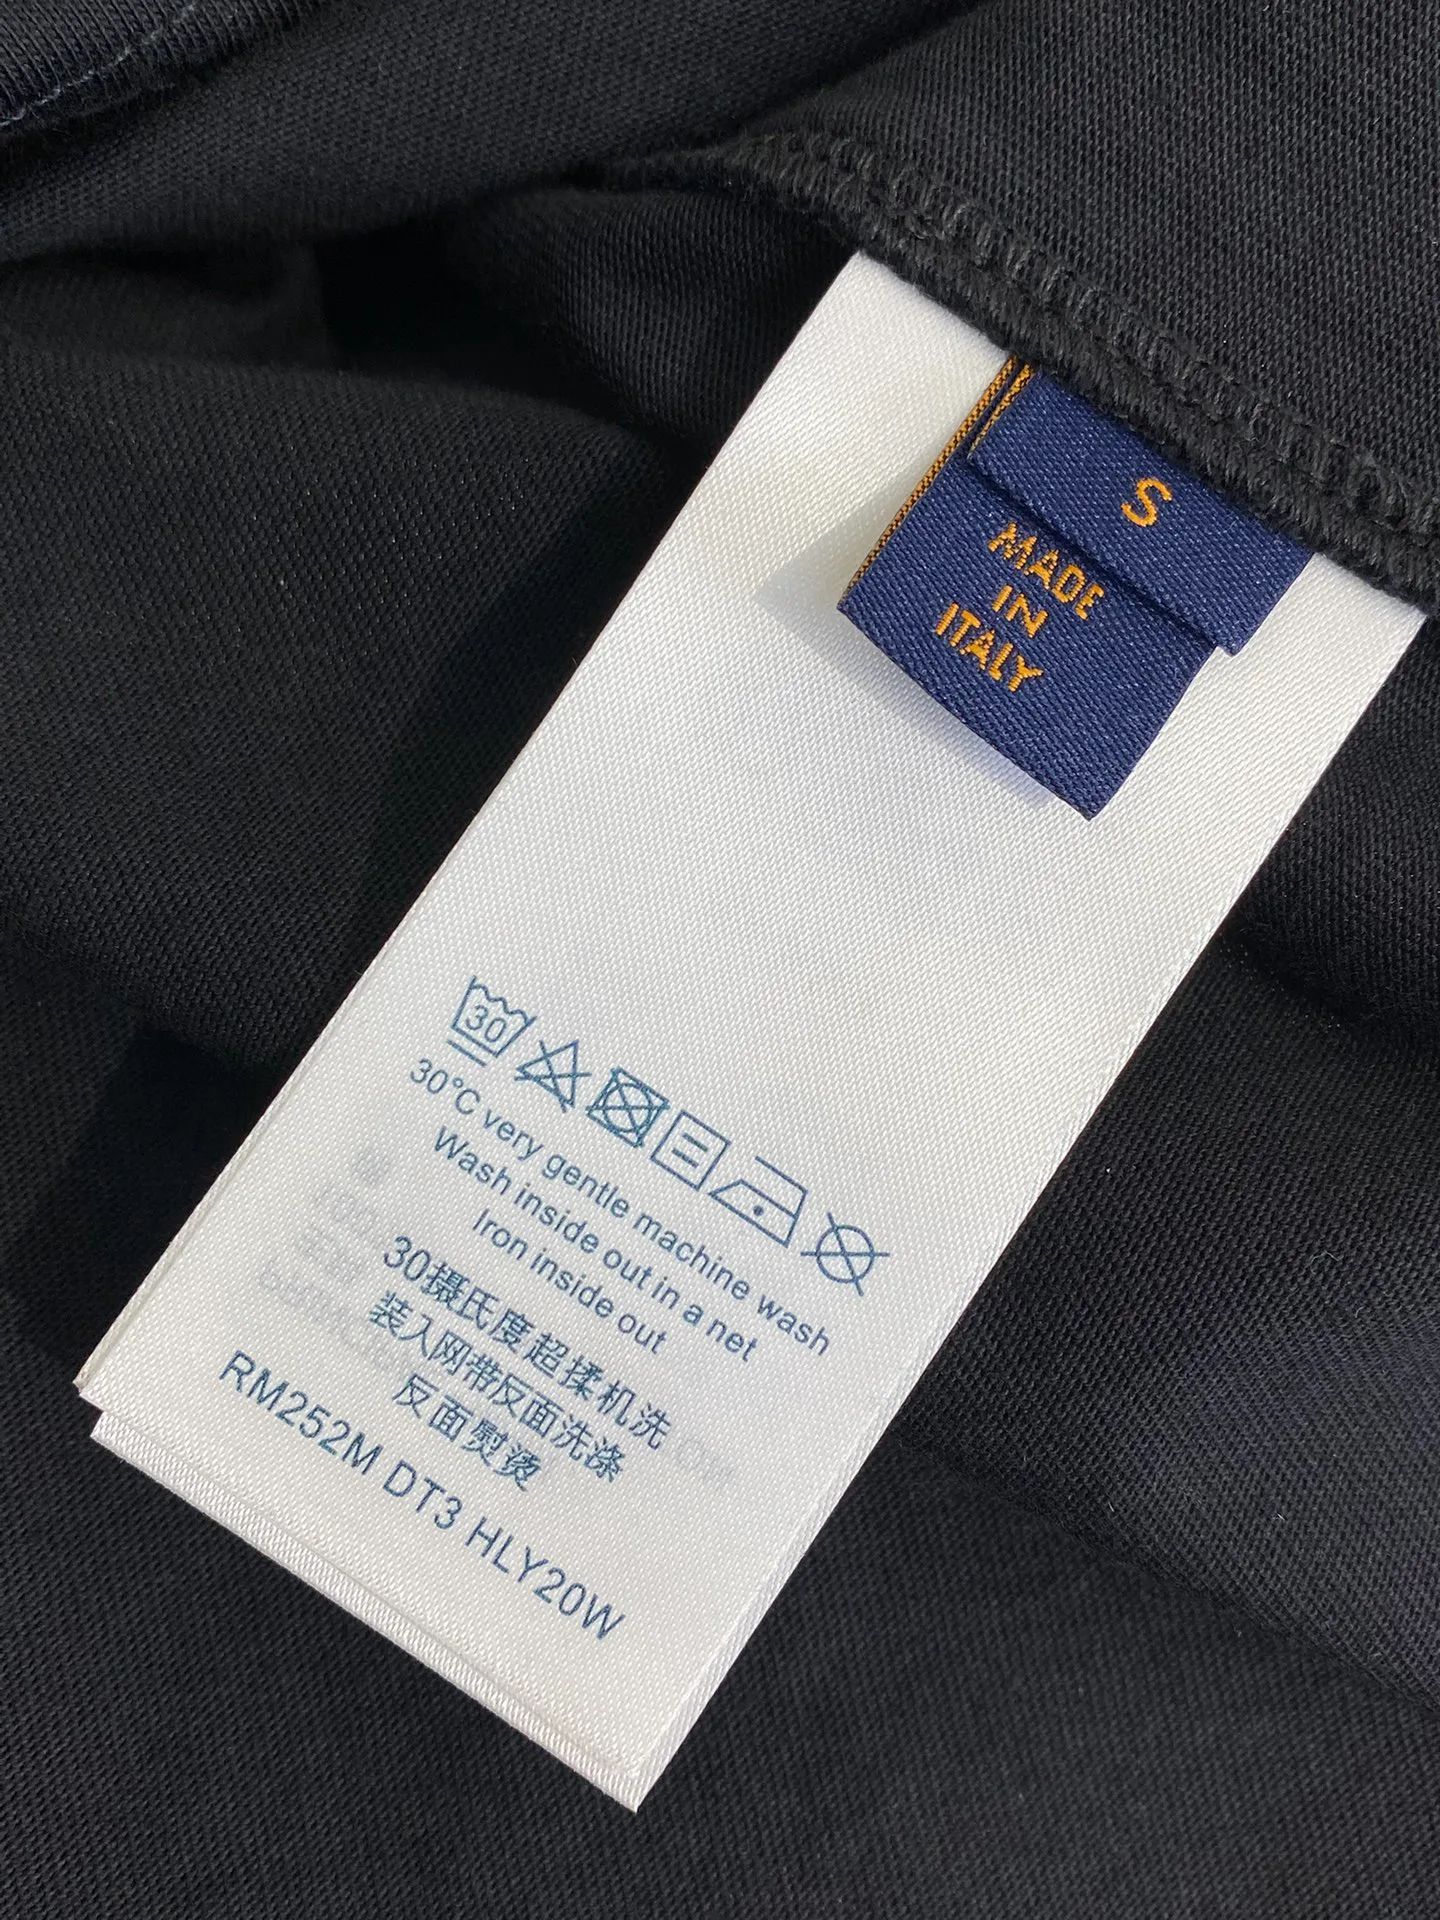 S
MADE
IN
ITALY
30
30°C very gentle machine wash
Wash inside out in a net
Iron inside out
30摄氏度超揉机洗
装入网带反面洗涤
反面熨烫
RM252M DT3 HLY20W